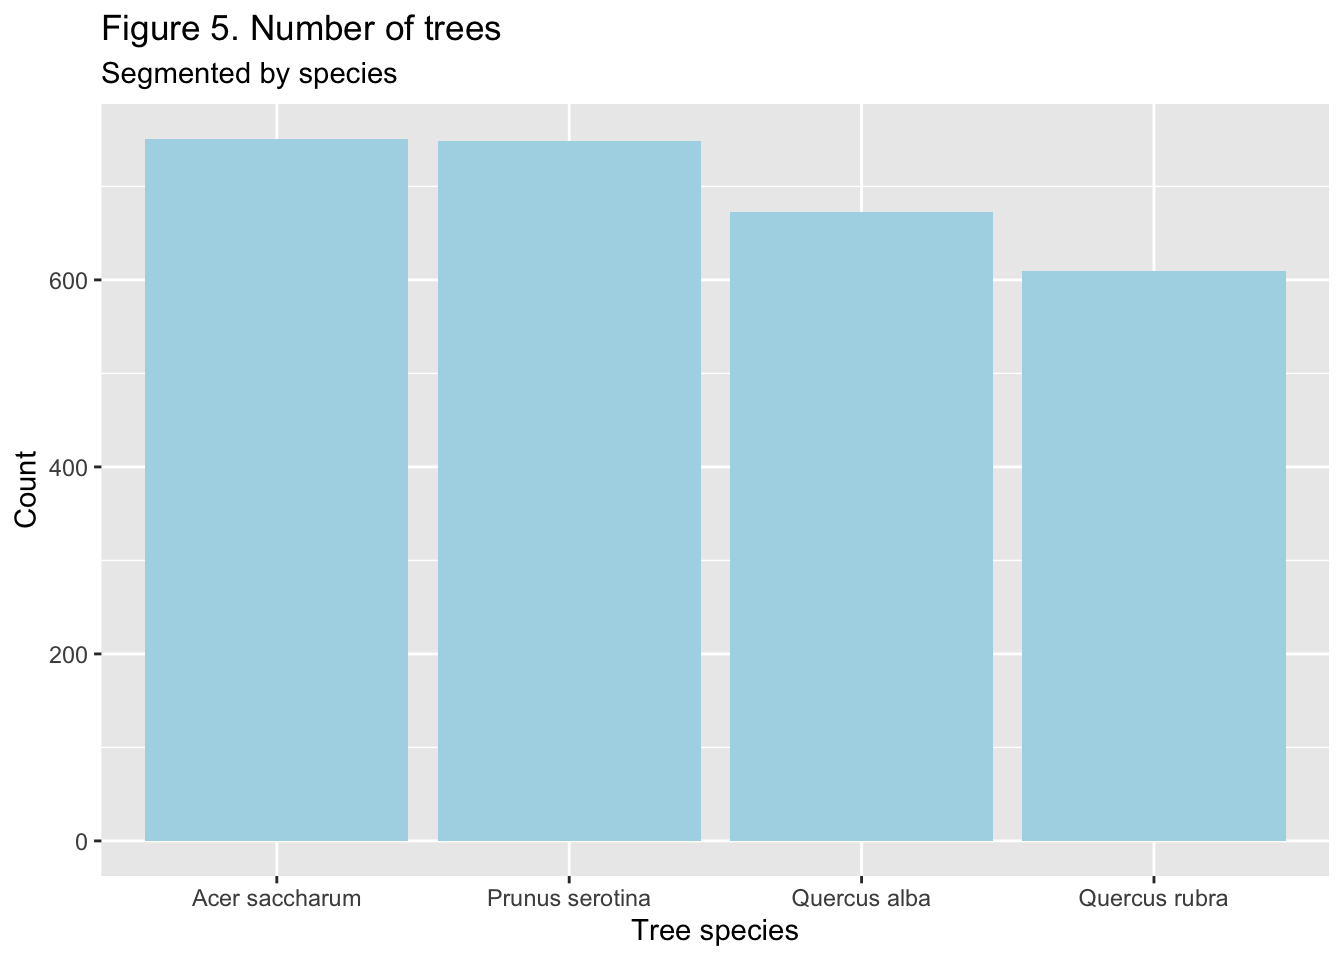 Figure 5. Number of trees
Segmented by species
Count
600
400
200
0
Acer saccharum
Prunus serotina
Quercus alba
Quercus rubra
Tree species